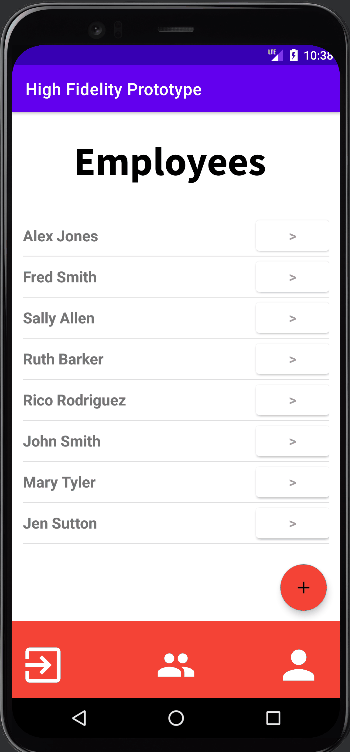 LTE 10:38
High Fidelity Prototype
Employees
Alex Jones >
Fred Smith >
Sally Allen >
Ruth Barker >
Rico Rodriguez >
John Smith >
Mary Tyler >
Jen Sutton >
+